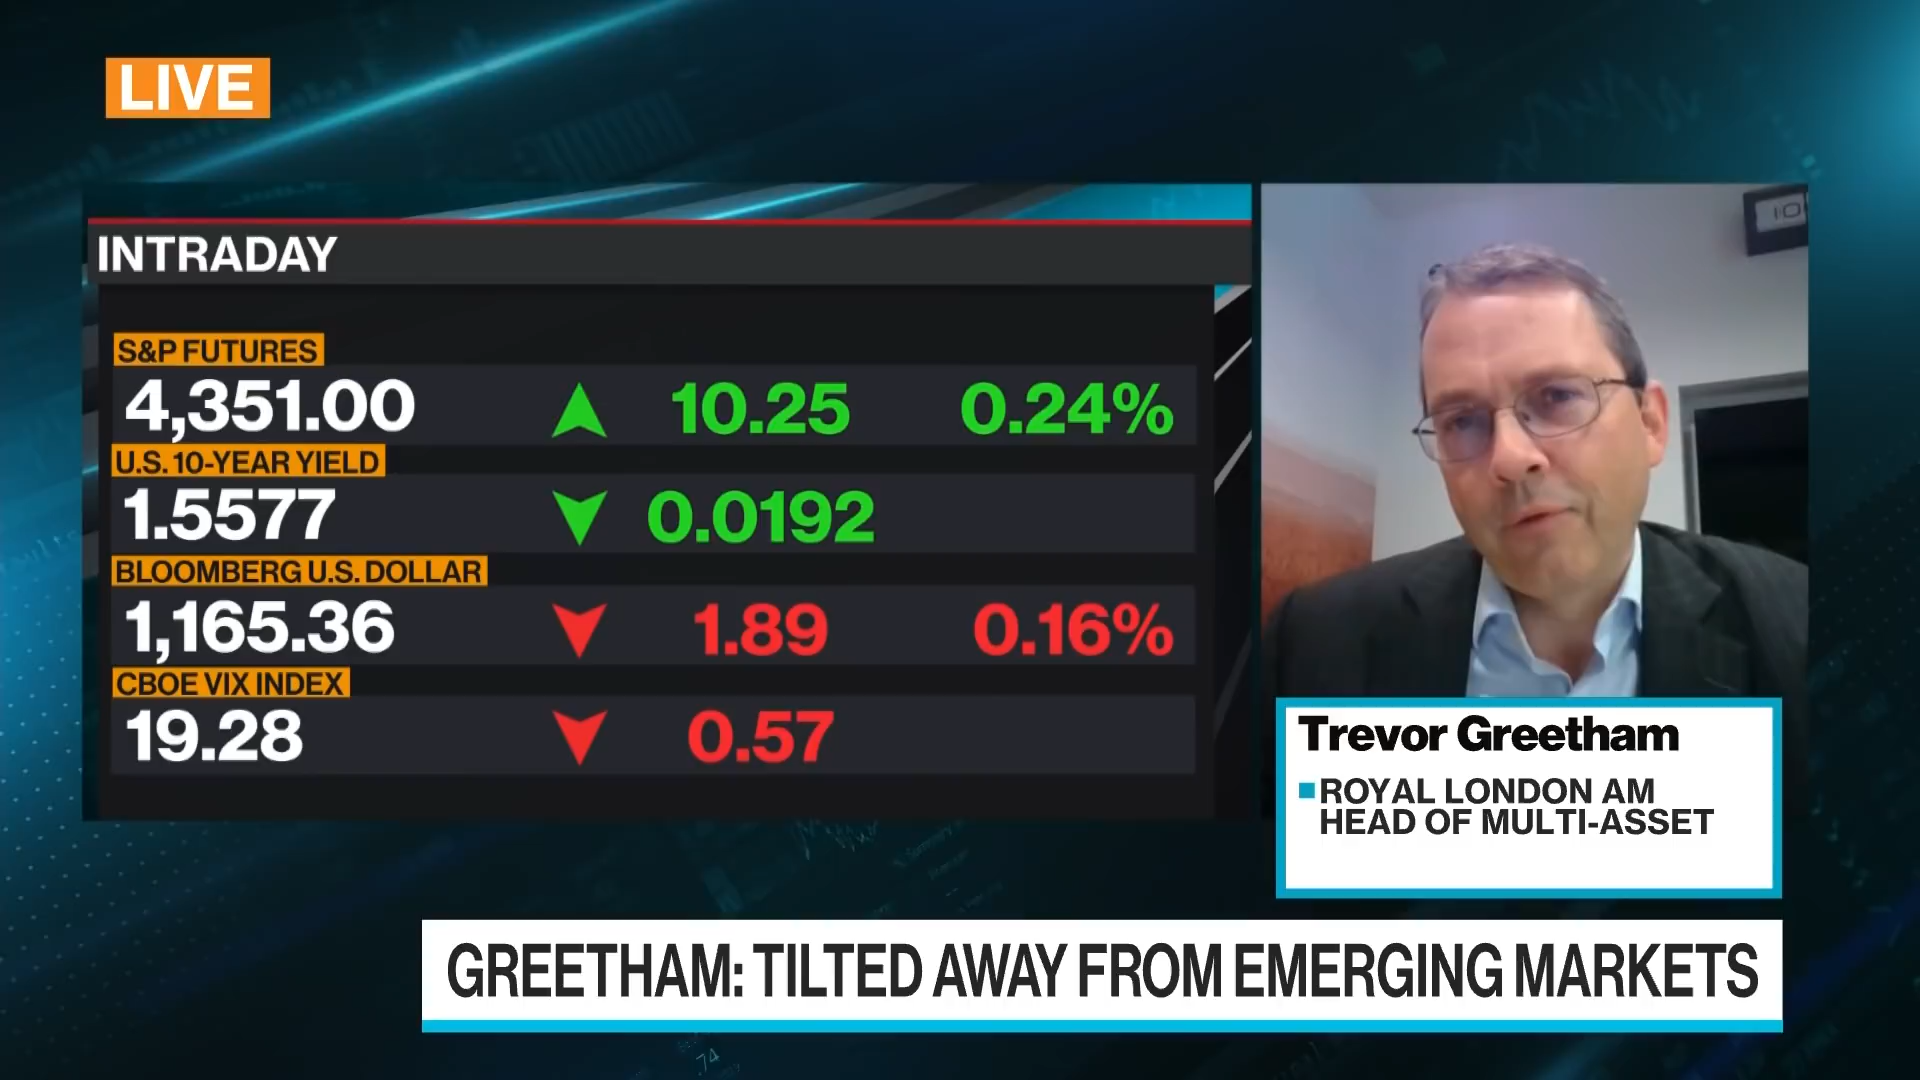 LIVE
INTRADAY
S&P FUTURES
4,351.00 10.25 0.24%
U.S. 10-YEAR YIELD
1.5577 0.0192
BLOOMBERG U.S. DOLLAR
1,165.36 1.89 0.16%
CBOE VIX INDEX
19.28 0.57
10
Trevor Greetham
ROYAL LONDON AM
HEAD OF MULTI-ASSET
GREETHAM: TILTED AWAY FROM EMERGING MARKETS
74